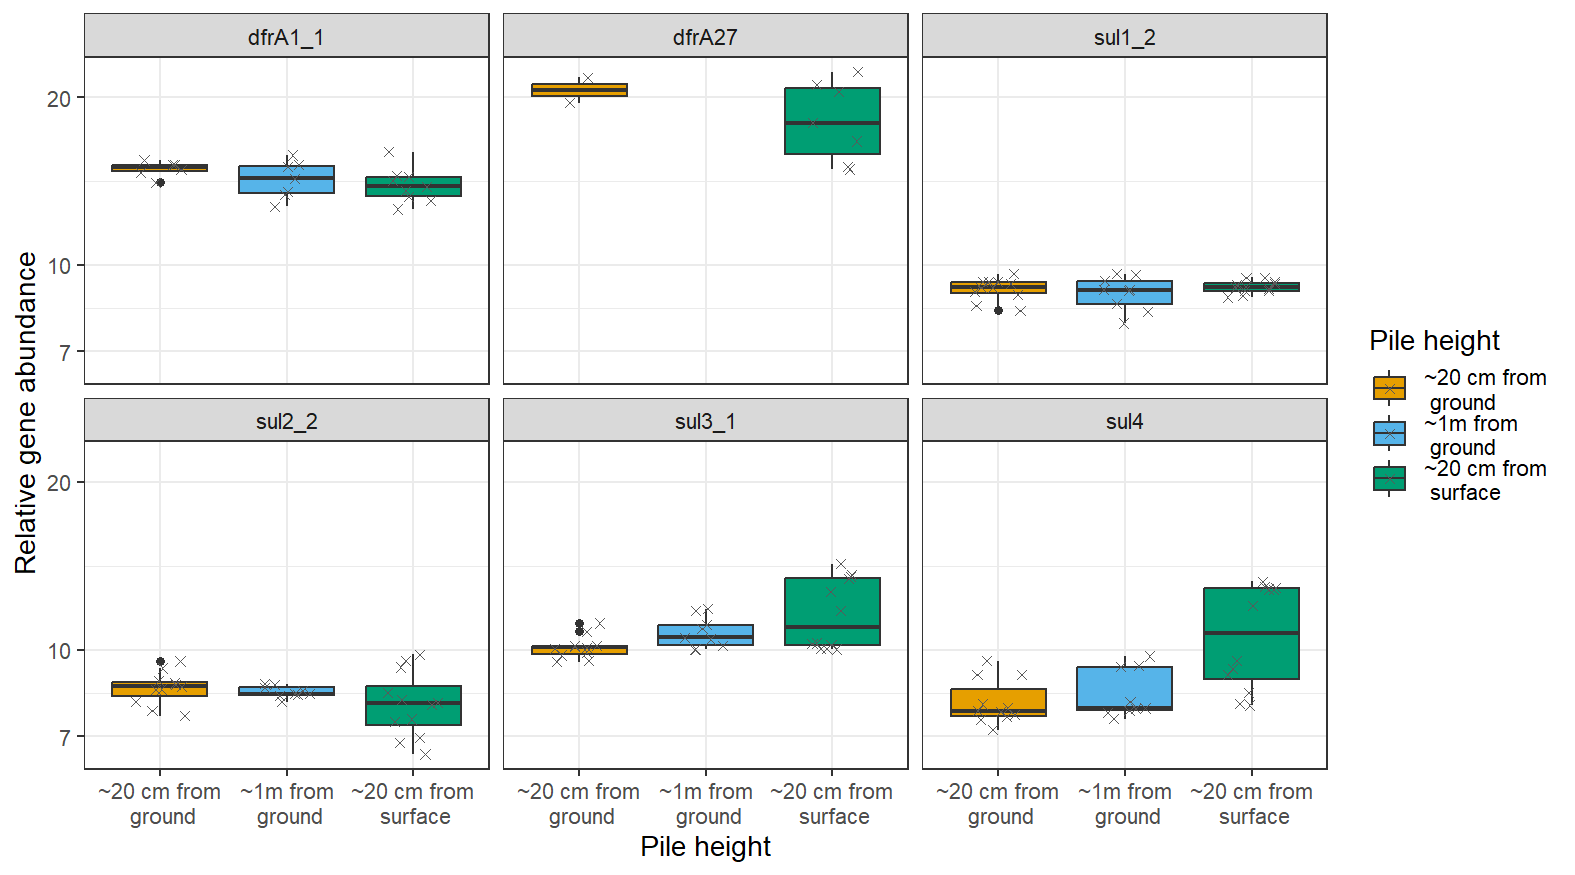 dfrA1_1
dfrA27
sul1_2
20
10
7
sul2_2
sul3_1
sul4
20
10
7
Relative gene abundance
~20 cm from
ground
~1m from
ground
~20 cm from
surface
~20 cm from
ground
~1m from
ground
~20 cm from
surface
~20 cm from
ground
~1m from
ground
~20 cm from
surface
Pile height
Pile height
~20 cm from
ground
~1m from
ground
~20 cm from
surface